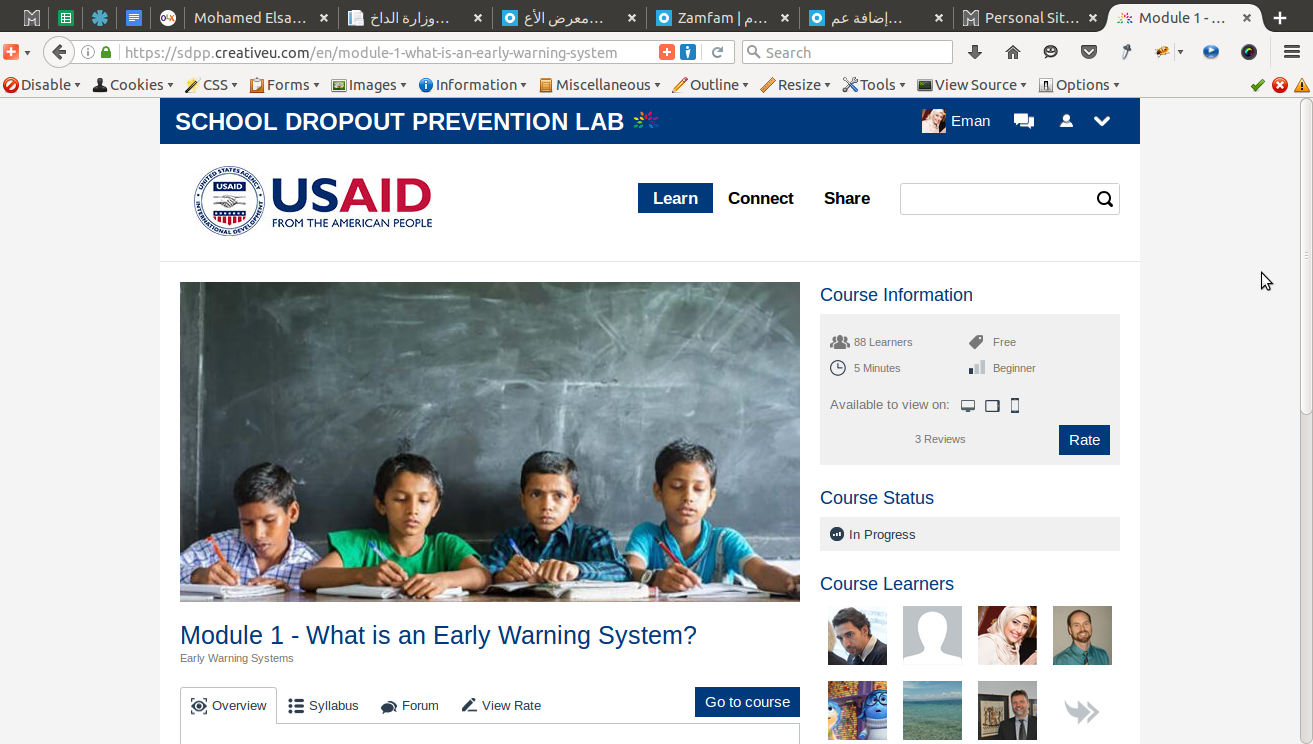 Mohamed Elsa...
وزارة الداخ...
معرض الأع...
Zamfam | م...
إضافة عم...
Personal Sit...
Module 1 - ...
https://sdpp.creativeu.com/en/module-1-what-is-an-early-warning-system
Search
Disable Cookies CSS Forms Images Information Miscellaneous Outline Resize Tools View Source Options
SCHOOL DROPOUT PREVENTION LAB
Eman
UNITED STATES AGENCY
USAID
INTERNATIONAL DEVELOPMENT
USAID
FROM THE AMERICAN PEOPLE
Learn Connect Share
Course Information
88 Learners Free
5 Minutes Beginner
Available to view on:
3 Reviews Rate
Course Status
In Progress
Course Learners
Module 1 - What is an Early Warning System?
Early Warning Systems
Overview Syllabus Forum View Rate Go to course